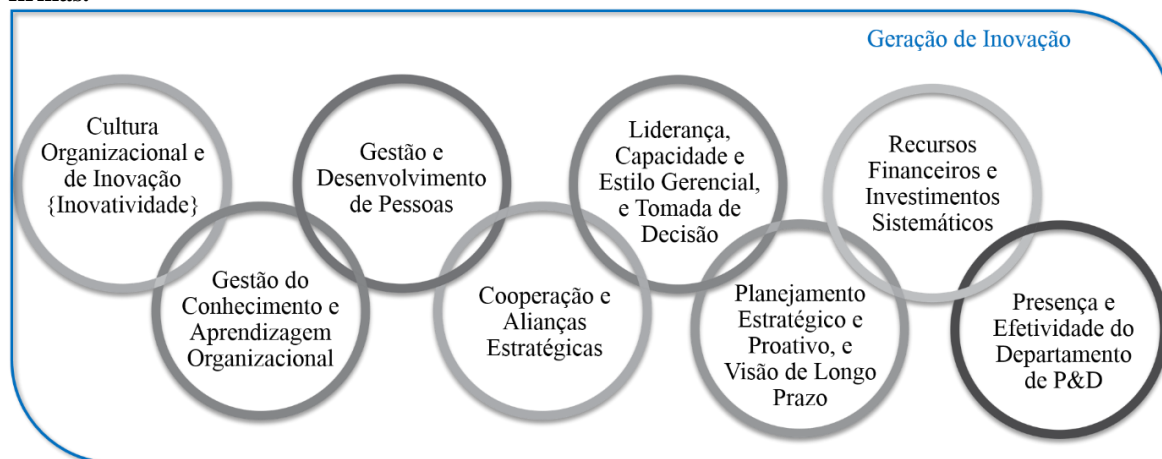 Geração de Inovação
Cultura
Organizacional e
de Inovação
{Inovatividade}
Gestão do
Conhecimento e
Aprendizagem
Organizacional
Gestão e
Desenvolvimento
de Pessoas
Cooperação e
Alianças
Estratégicas
Liderança,
Capacidade e
Estilo Gerencial,
e Tomada de
Decisão
Planejamento
Estratégico e
Proativo, e
Visão de Longo
Prazo
Recursos
Financeiros e
Investimentos
Sistemáticos
Presença e
Efetividade do
Departamento
de P&D